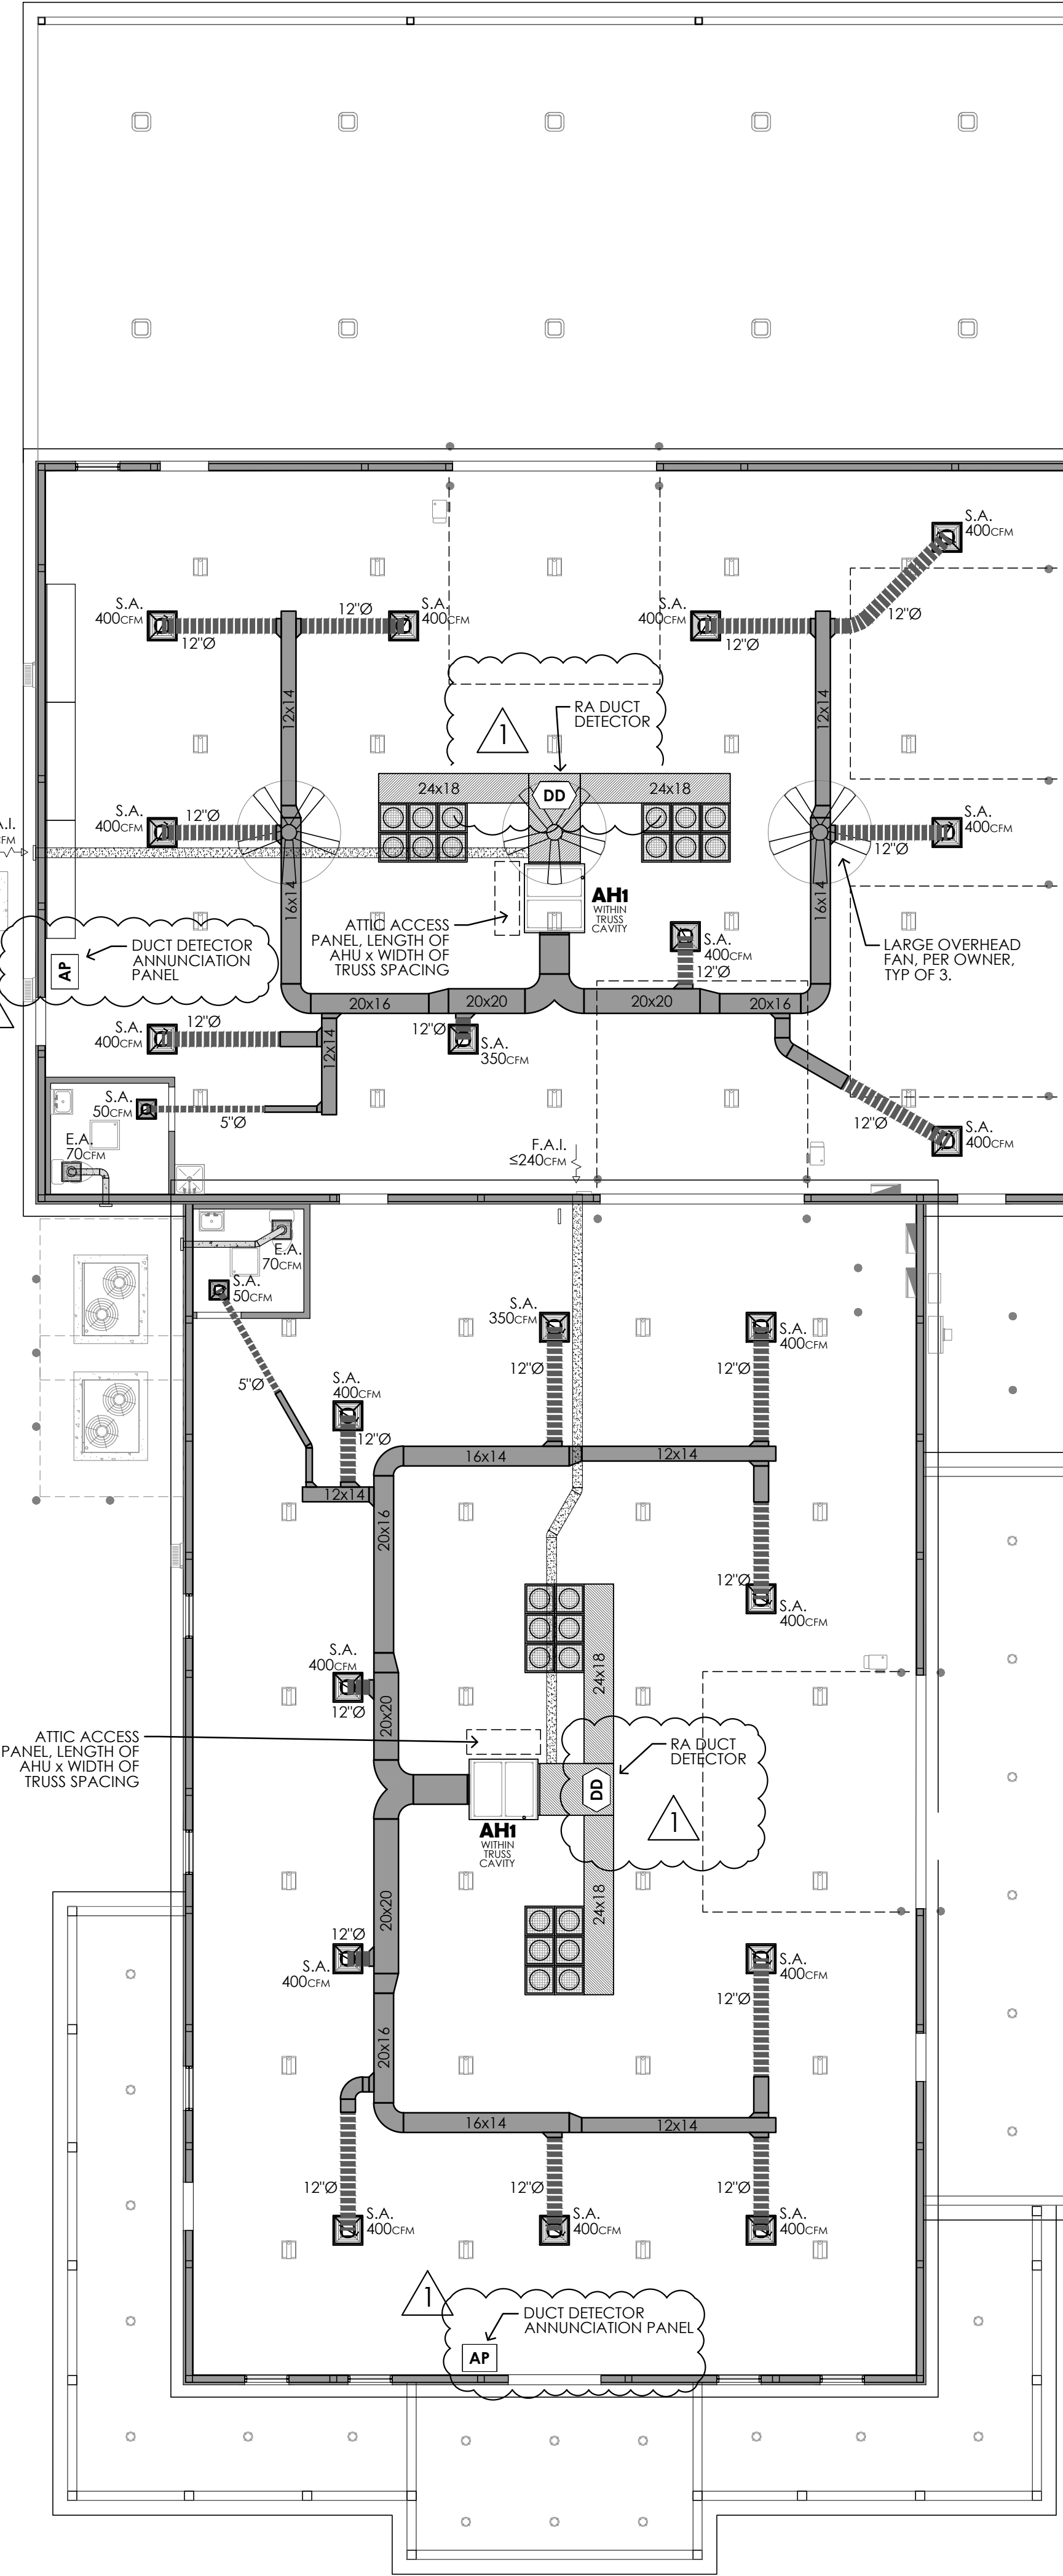 S.A.
400CFM
S.A.
400CFM
12"Ø
12"Ø
S.A.
400CFM
S.A.
400CFM
12"Ø
12"Ø
12x14
12x14
1
RA DUCT
DETECTOR
24x18
DD
24x18
S.A.
400CFM
12"Ø
S.A.
400CFM
12"Ø
16x14
16x14
AH1
WITHIN
TRUSS
CAVITY
ATTIC ACCESS
PANEL, LENGTH OF
AHU x WIDTH OF
TRUSS SPACING
S.A.
400CFM
12"Ø
LARGE OVERHEAD
FAN, PER OWNER,
TYP OF 3.
AP
DUCT DETECTOR
ANNUNCIATION
PANEL
20x16
20x20
20x20
20x16
S.A.
400CFM
12"Ø
12x14
12"Ø
S.A.
350CFM
S.A.
50CFM
5"Ø
12"Ø
S.A.
400CFM
E.A.
70CFM
F.A.I.
≤240CFM
E.A.
70CFM
S.A.
50CFM
S.A.
350CFM
12"Ø
S.A.
400CFM
12"Ø
5"Ø
S.A.
400CFM
12"Ø
16x14
12x14
12x14
20x16
12"Ø
S.A.
400CFM
S.A.
400CFM
12"Ø
20x20
24x18
ATTIC ACCESS
PANEL, LENGTH OF
AHU x WIDTH OF
TRUSS SPACING
RA DUCT
DETECTOR
DD
1
AH1
WITHIN
TRUSS
CAVITY
20x20
24x18
12"Ø
S.A.
400CFM
S.A.
400CFM
12"Ø
20x16
16x14
12x14
12"Ø
S.A.
400CFM
12"Ø
S.A.
400CFM
12"Ø
S.A.
400CFM
1
DUCT DETECTOR
ANNUNCIATION PANEL
AP